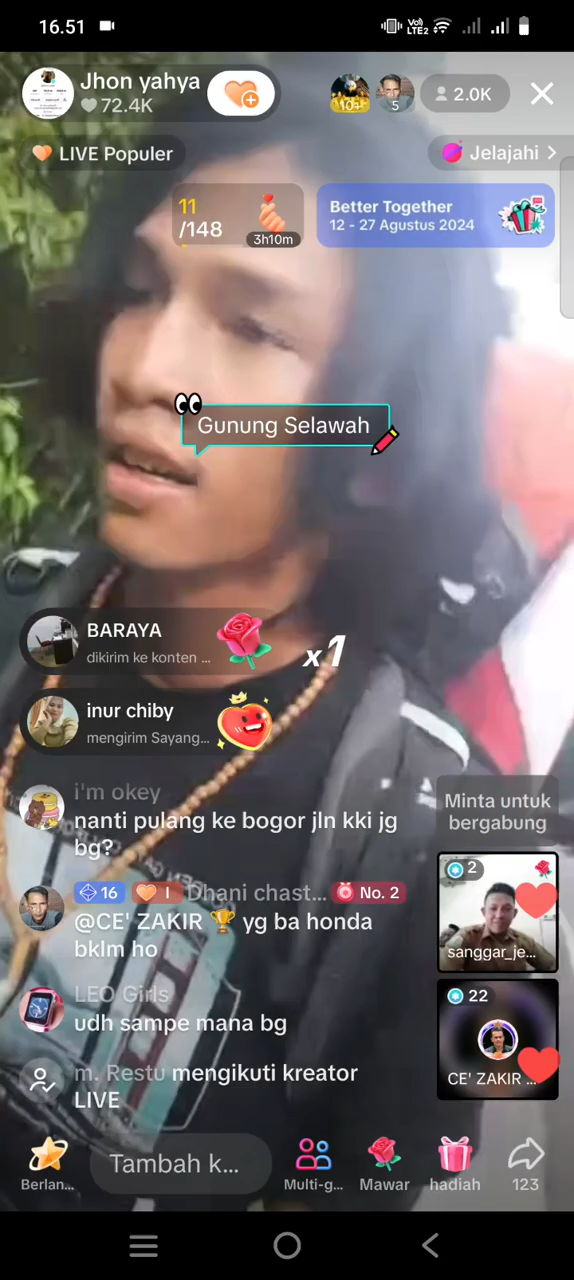 16.51
Vo)
LTE2
Jhon yahya
72.4K
10+
5
2.0K
LIVE Populer
Jelajahi
11
/148
3h10m
Better Together
12 - 27 Agustus 2024
Gunung Selawah
BARAYA
dikirim ke konten ...
x1
inur chiby
mengirim Sayang...
i'm okey
nanti pulang ke bogor jln kki jg
bg?
Minta untuk
bergabung
16 I Dhani chast... No. 2
@CE' ZAKIR 🏆 yg ba honda
bklm ho
2
sanggar_je...
LEO Girls
udh sampe mana bg
22
CE' ZAKIR ...
m. Restu mengikuti kreator
LIVE
Berlan...
Tambah k...
Multi-g...
Mawar
hadiah
123